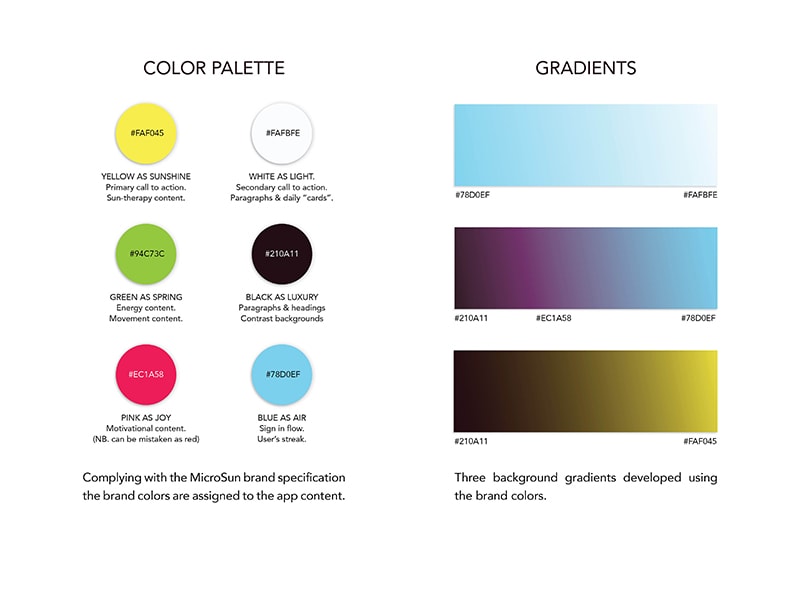 COLOR PALETTE
#FAF045
#FAFBFE
YELLOW AS SUNSHINE
Primary call to action.
Sun-therapy content.
WHITE AS LIGHT.
Secondary call to action.
Paragraphs & daily “cards”.
#94C73C
#210A11
GREEN AS SPRING
Energy content.
Movement content.
BLACK AS LUXURY
Paragraphs & headings
Contrast backgrounds
#EC1A58
#78D0EF
PINK AS JOY
Motivational content.
(NB. can be mistaken as red)
BLUE AS AIR
Sign in flow.
User’s streak.
Complying with the MicroSun brand specification
the brand colors are assigned to the app content.
GRADIENTS
#78D0EF
#FAFBFE
#210A11
#EC1A58
#78D0EF
#210A11
#FAF045
Three background gradients developed using
the brand colors.